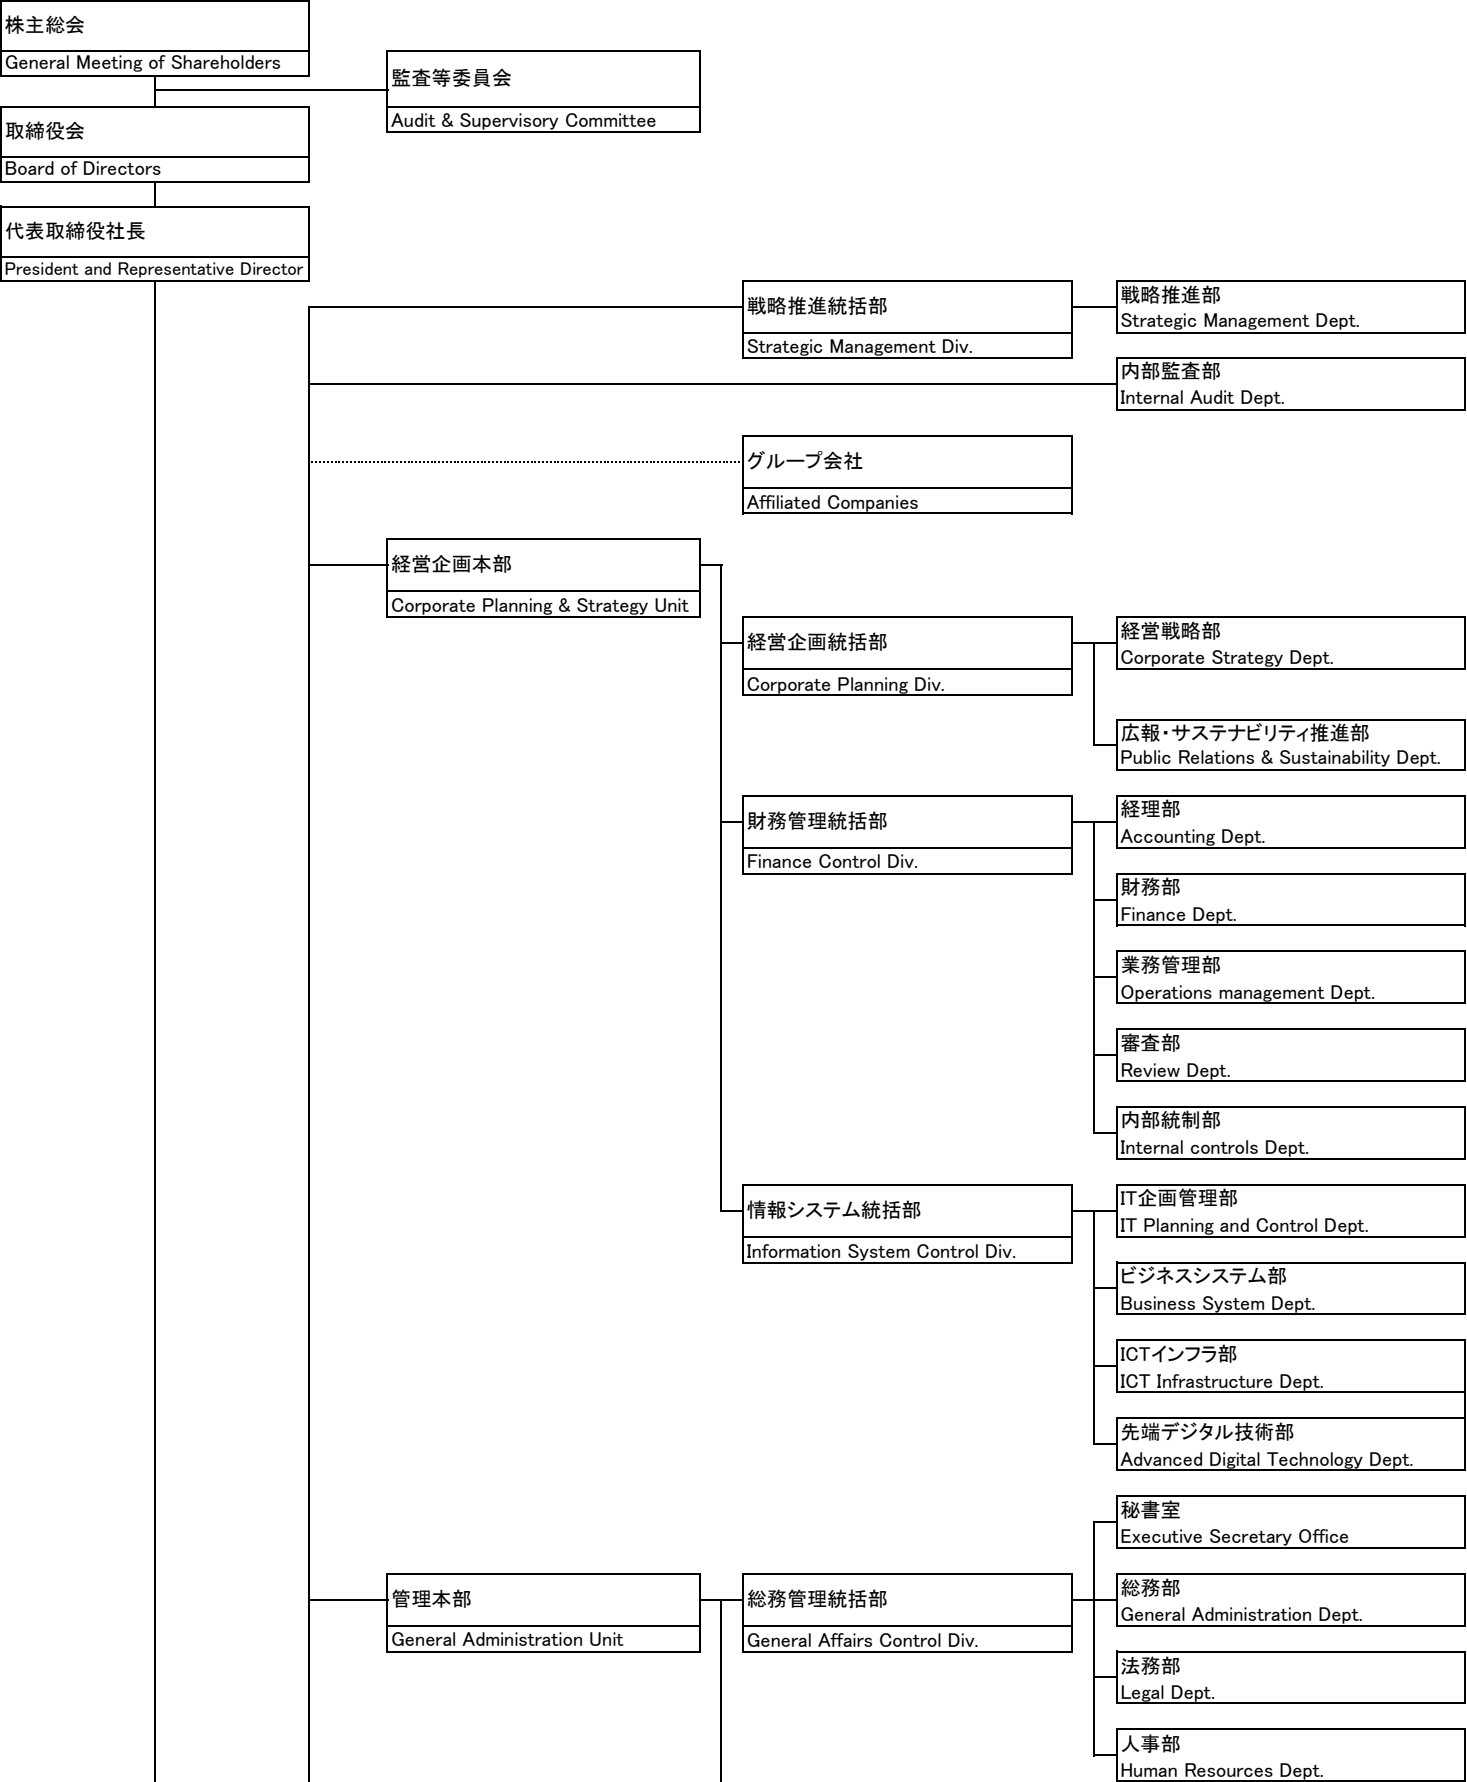 株主総会
General Meeting of Shareholders
監査等委員会
Audit & Supervisory Committee
取締役会
Board of Directors
代表取締役社長
President and Representative Director
戦略推進統括部
Strategic Management Div.
戦略推進部
Strategic Management Dept.
内部監査部
Internal Audit Dept.
グループ会社
Affiliated Companies
経営企画本部
Corporate Planning & Strategy Unit
経営企画統括部
Corporate Planning Div.
経営戦略部
Corporate Strategy Dept.
広報・サステナビリティ推進部
Public Relations & Sustainability Dept.
財務管理統括部
Finance Control Div.
経理部
Accounting Dept.
財務部
Finance Dept.
業務管理部
Operations management Dept.
審査部
Review Dept.
内部統制部
Internal controls Dept.
情報システム統括部
Information System Control Div.
IT企画管理部
IT Planning and Control Dept.
ビジネスシステム部
Business System Dept.
ICTインフラ部
ICT Infrastructure Dept.
先端デジタル技術部
Advanced Digital Technology Dept.
秘書室
Executive Secretary Office
管理本部
General Administration Unit
総務管理統括部
General Affairs Control Div.
総務部
General Administration Dept.
法務部
Legal Dept.
人事部
Human Resources Dept.